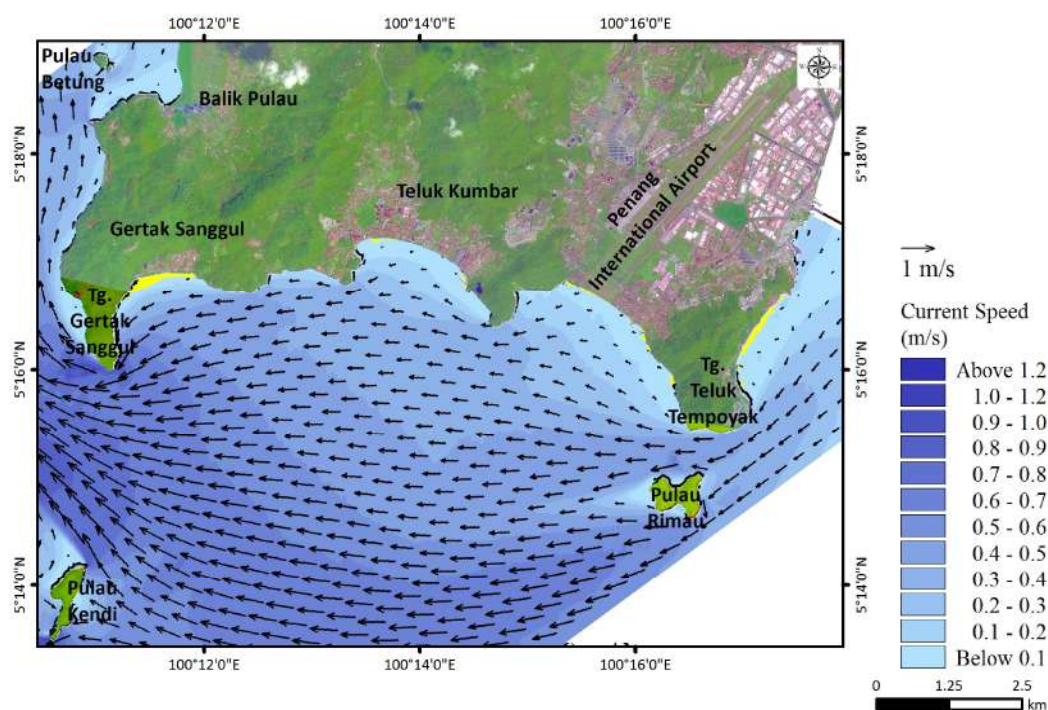 100°12'0"E
100°14'0"E
100°16'0"E
Pulau
Betung
Balik Pulau
5°18'0"N
5°18'0"N
Teluk Kumbar
Penang
International Airport
Gertak Sanggul
Tg.
Gertak
Sanggul
5°16'0"N
5°16'0"N
Tg.
Teluk
Tempoyak
Pulau
Rimau
5°14'0"N
5°14'0"N
Pulau
Kendi
100°12'0"E
100°14'0"E
100°16'0"E
1 m/s
Current Speed
(m/s)
Above 1.2
1.0 - 1.2
0.9 - 1.0
0.8 - 0.9
0.7 - 0.8
0.6 - 0.7
0.5 - 0.6
0.4 - 0.5
0.3 - 0.4
0.2 - 0.3
0.1 - 0.2
Below 0.1
0 1.25 2.5
km